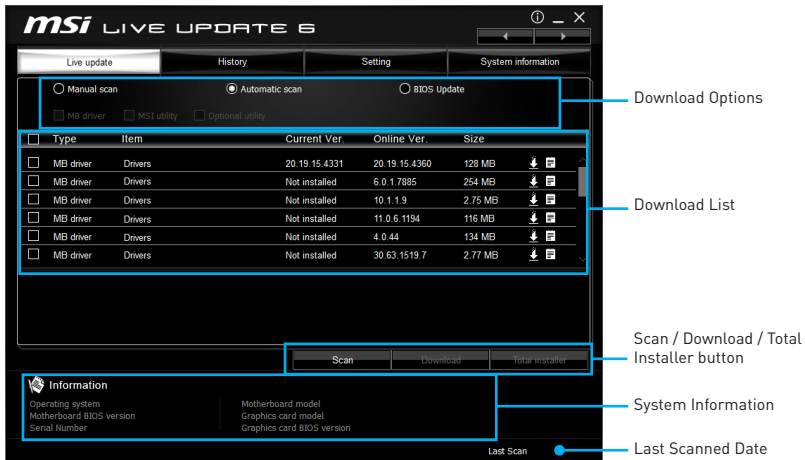 msi LIVE UPDATE 6
Live update History Setting System information
Manual scan Automatic scan BIOS Update
Download Options
MB driver MSI utility Optional utility
Type Item Current Ver. Online Ver. Size
MB driver Drivers 20.19.15.4331 20.19.15.4360 128 MB
MB driver Drivers Not installed 6.0.1.7885 254 MB
Download List
MB driver Drivers Not installed 10.1.1.9 2.75 MB
MB driver Drivers Not installed 11.0.6.1194 116 MB
MB driver Drivers Not installed 4.0.44 134 MB
MB driver Drivers Not installed 30.63.1519.7 2.77 MB
Scan Download Total installer
Scan / Download / Total
Installer button
Information
Operating system Motherboard model
Motherboard BIOS version Graphics card model
Serial Number Graphics card BIOS version
System Information
Last Scan
Last Scanned Date